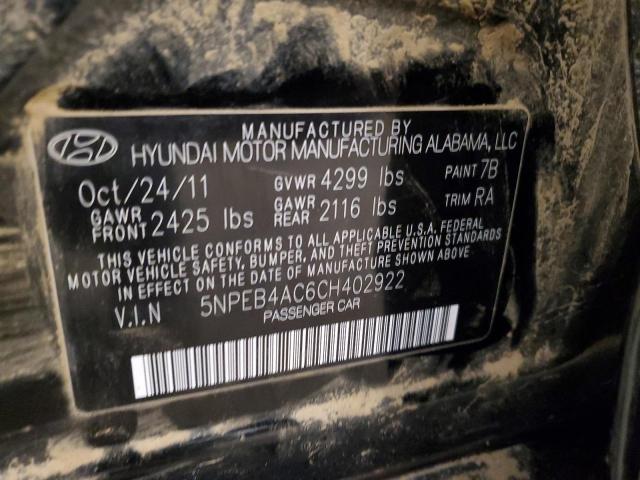 MANUFACTURED BY
HYUNDAI MOTOR MANUFACTURING ALABAMA, LLC
Oct/24/11 GVWR 4299 lbs PAINT 7B
GAWR FRONT 2425 lbs GAWR REAR 2116 lbs TRIM RA
THIS VEHICLE CONFORMS TO ALL APPLICABLE U.S.A. FEDERAL
MOTOR VEHICLE SAFETY, BUMPER, AND THEFT PREVENTION STANDARDS
IN EFFECT ON THE DATE OF MANUFACTURE SHOWN ABOVE.
V.I.N 5NPEB4AC6CH402922
PASSENGER CAR